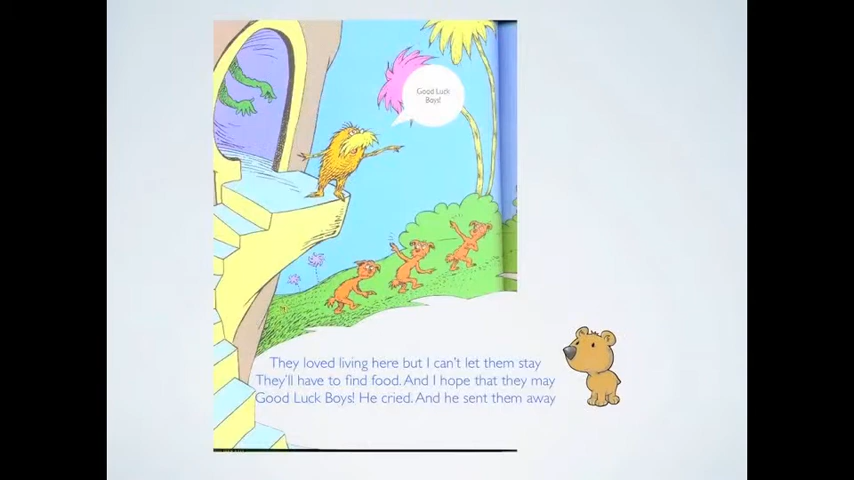 Good Luck
Boys!
They loved living here but I can't let them stay
They'll have to find food. And I hope that they may
Good Luck Boys! He cried. And he sent them away